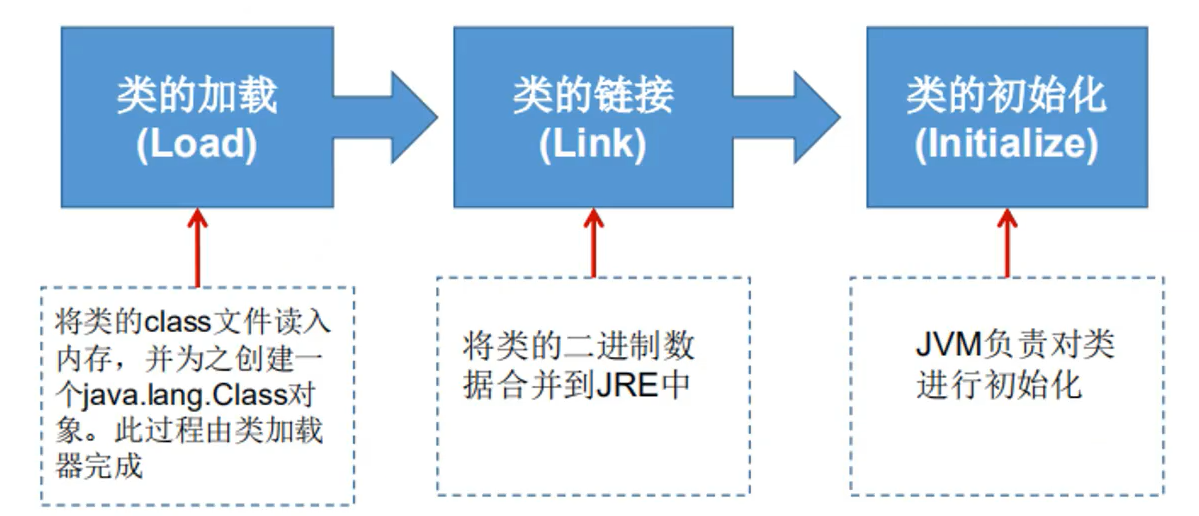 类的加载
(Load)
类的链接
(Link)
类的初始化
(Initialize)
将类的class文件读入
内存，并为之创建一
个java.lang.Class对
象。此过程由类加载
器完成
将类的二进制数
据合并到JRE中
JVM负责对类
进行初始化